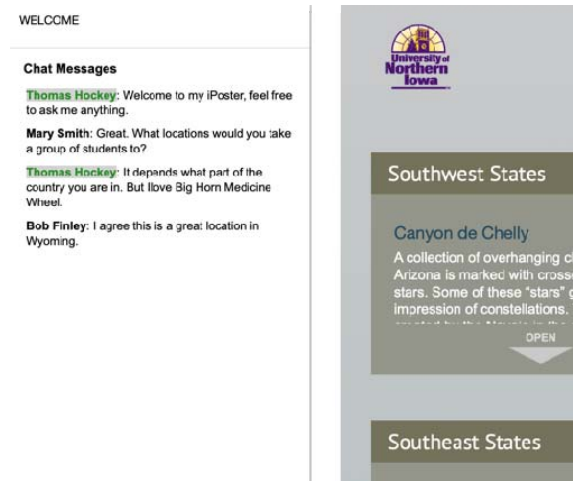 WELCOME
Chat Messages
Thomas Hockey: Welcome to my iPoster, feel free
to ask me anything.
Mary Smith: Great. What locations would you take
a group of students to?
Thomas Hockey: It depends what part of the
country you are in. But Ilove Big Horn Medicine
Wheel.
Bob Finley: I agree this is a great location in
Wyoming.
University of
Northern
Iowa
Southwest States
Canyon de Chelly
A collection of overhanging cl
Arizona is marked with crosse
stars. Some of these "stars" g
impression of constellations.
OPEN
Southeast States